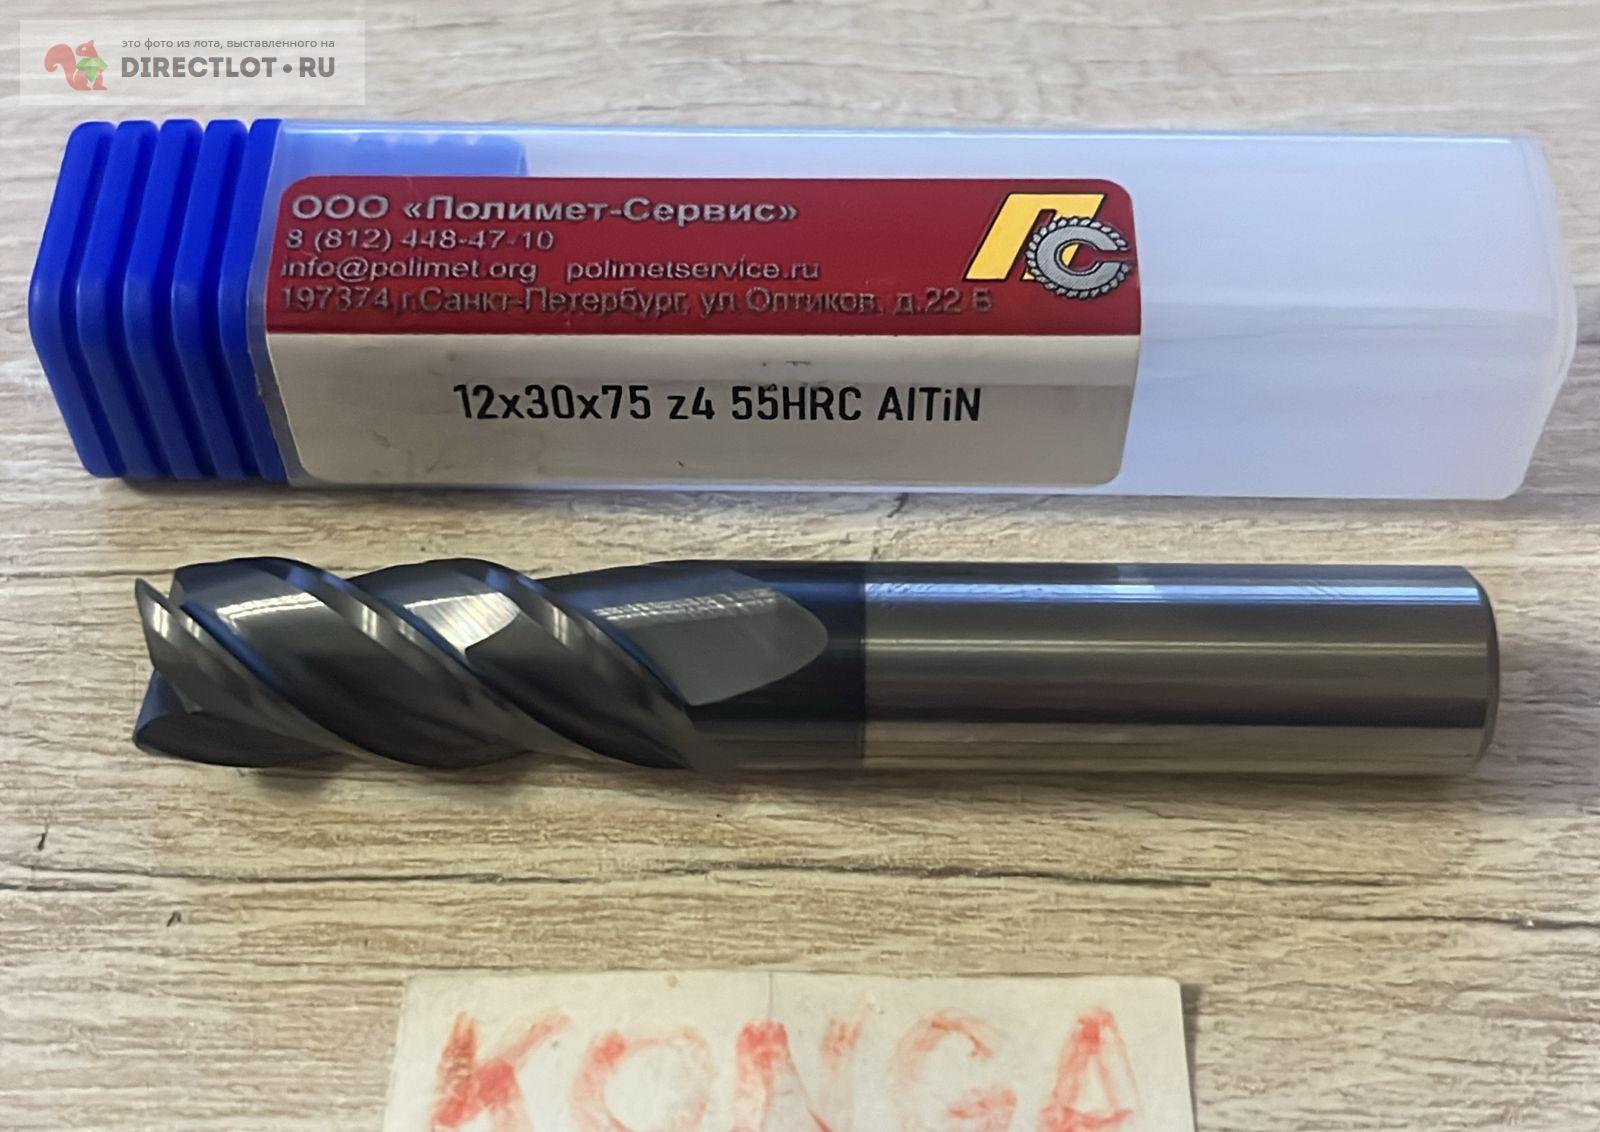 это фото из лота, выставленного на
DIRECTLOT•RU
ООО «Полимет-Сервис»
8 (812) 448-47-10
info@polimet.org polimetservice.ru
197374,г.Санкт-Петербург, ул Оптиков, д.22 Б
ПС
12x30x75 z4 55HRC AlTiN
KONGA